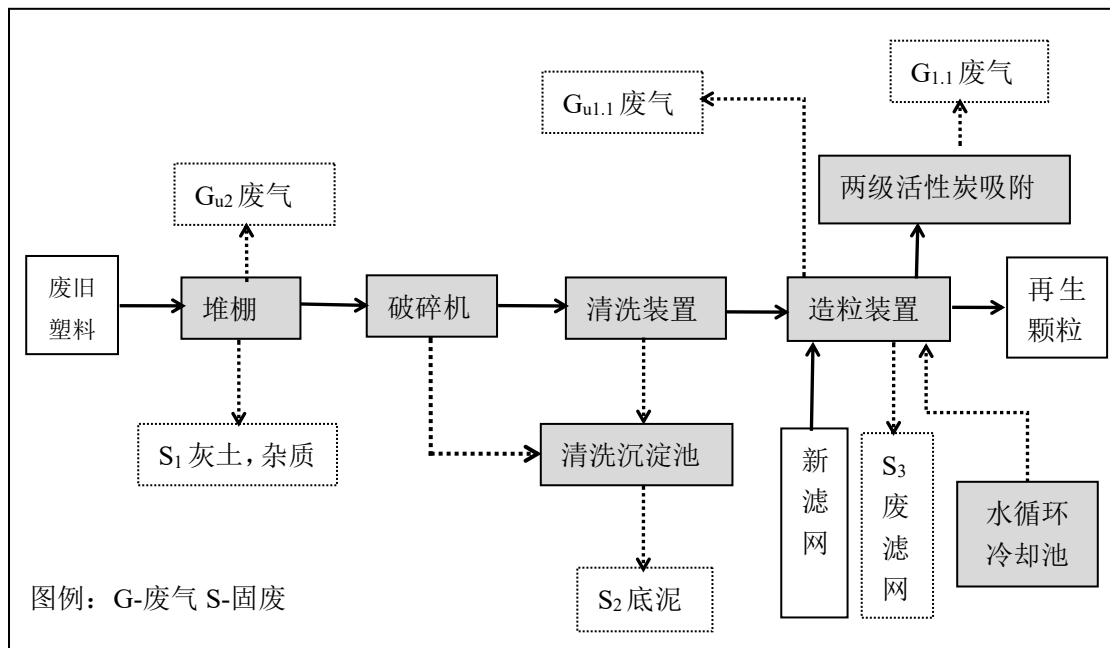 G1.1 废气
Gu1.1 废气
两级活性炭吸附
Gu2 废气
废旧
塑料
堆棚
破碎机
清洗装置
造粒装置
再生
颗粒
S1 灰土，杂质
清洗沉淀池
新
滤
网
S3
废
滤
网
水循环
冷却池
S2 底泥
图例：G-废气 S-固废